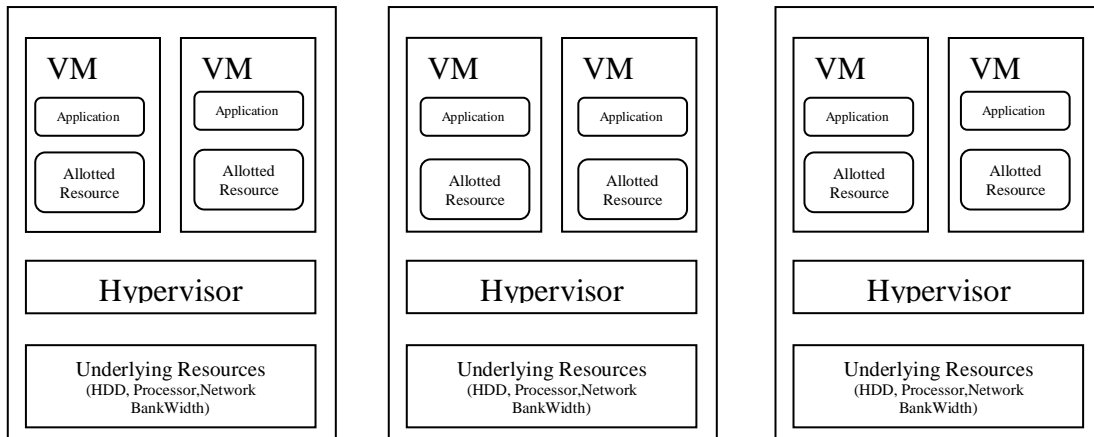 VM
Application
Allotted
Resource
VM
Application
Allotted
Resource
Hypervisor
Underlying Resources
(HDD, Processor,Network
BankWidth)
VM
Application
Allotted
Resource
VM
Application
Allotted
Resource
Hypervisor
Underlying Resources
(HDD, Processor,Network
BankWidth)
VM
Application
Allotted
Resource
VM
Application
Allotted
Resource
Hypervisor
Underlying Resources
(HDD, Processor,Network
BankWidth)